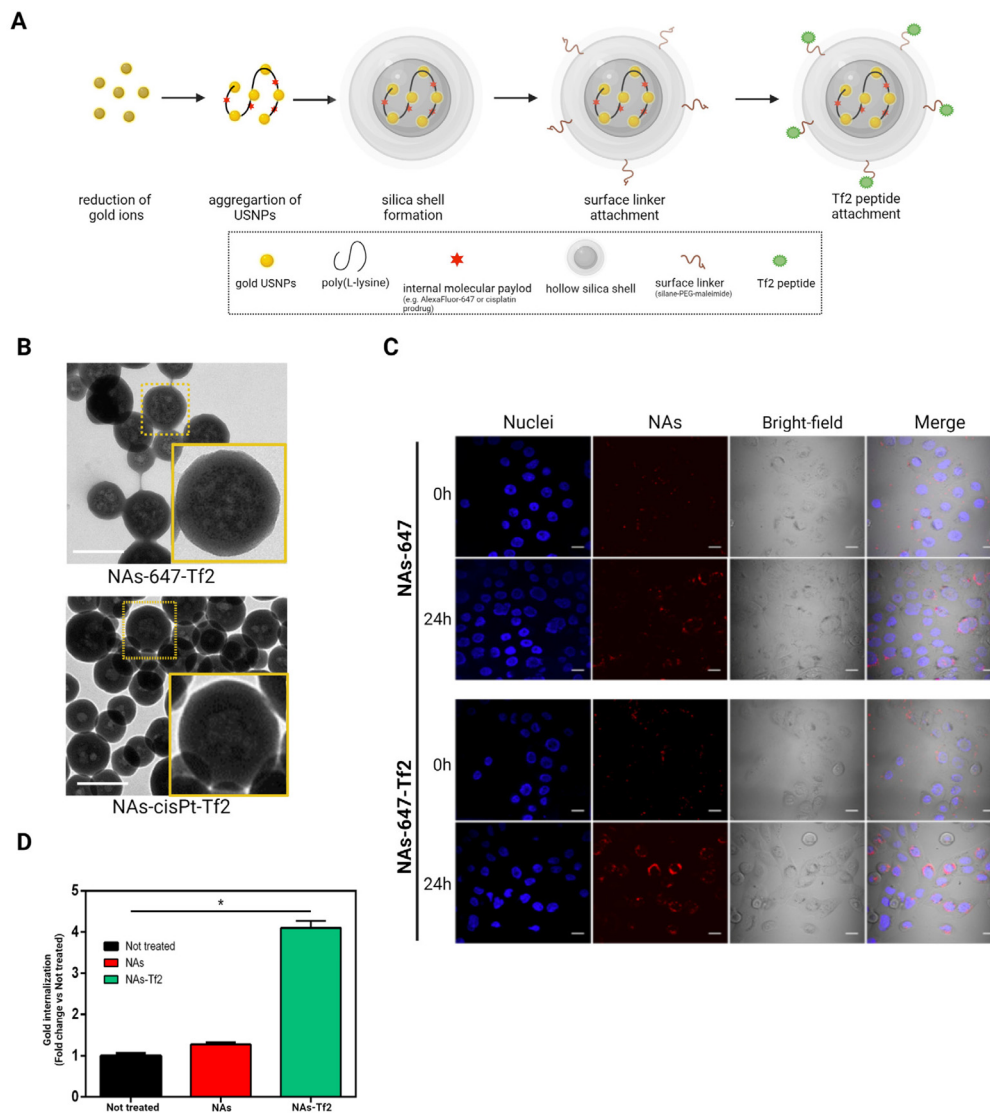 A
reduction of
gold ions
aggregartion of
USNPs
silica shell
formation
surface linker
attachment
Tf2 peptide
attachment
gold USNPs
poly(L-lysine)
internal molecular paylod
(e.g. AlexaFluor-647 or cisplatin
prodrug)
hollow silica shell
surface linker
(silane-PEG-maleimide)
Tf2 peptide
B
NAs-647-Tf2
NAs-cisPt-Tf2
C
Nuclei
NAs
Bright-field
Merge
NAs-647
0h
24h
NAs-647-Tf2
0h
24h
D
Gold internalization
(Fold change vs Not treated)
5
4
3
2
1
0
*
Not treated
NAs
NAs-Tf2
Not treated
NAs
NAs-Tf2